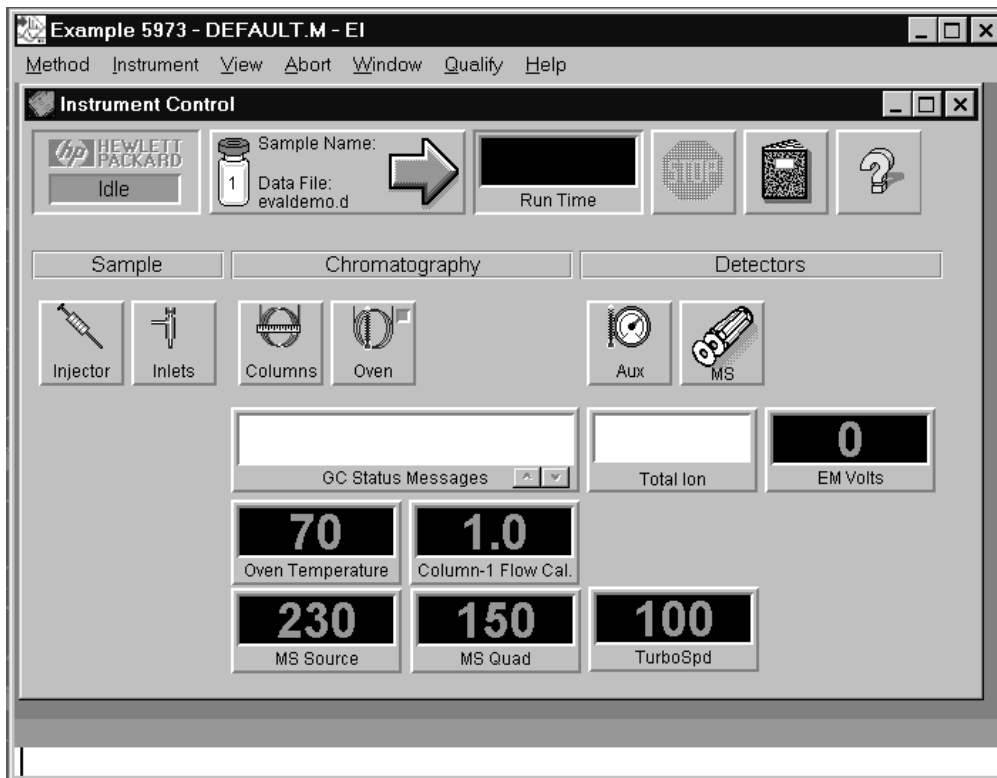 Example 5973 - DEFAULT.M - EI
Method Instrument View Abort Window Qualify Help
Instrument Control
hp HEWLETT
PACKARD
Idle
1
Sample Name:
Data File:
evaldemo.d
Run Time
STOP
?
Sample
Chromatography
Detectors
Injector
Inlets
Columns
Oven
Aux
MS
GC Status Messages
Total Ion
0
EM Volts
70
Oven Temperature
1.0
Column-1 Flow Cal.
230
MS Source
150
MS Quad
100
TurboSpd